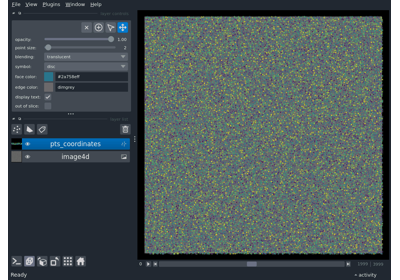 File View Plugins Window Help
opacity: 1.00
point size: 2
blending: translucent
symbol: disc
face color: #2a758eff
edge color: dimgrey
display text:
out of slice:
pts_coordinates
image4d
Ready
activity